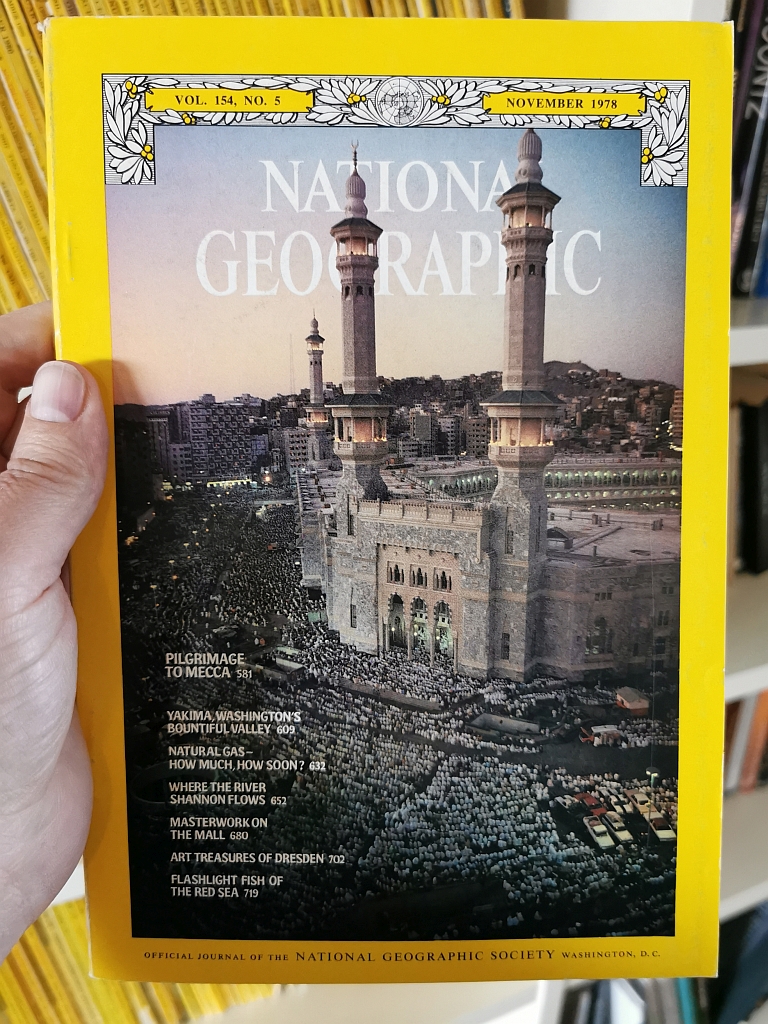 VOL. 154, NO. 5
NOVEMBER 1978
NATIONAL
GEOGRAPHIC
PILGRIMAGE
TO MECCA 581
YAKIMA, WASHINGTON'S
BOUNTIFUL VALLEY 609
NATURAL GAS—
HOW MUCH, HOW SOON? 632
WHERE THE RIVER
SHANNON FLOWS 652
MASTERWORK ON
THE MALL 680
ART TREASURES OF DRESDEN 702
FLASHLIGHT FISH OF
THE RED SEA 719
OFFICIAL JOURNAL OF THE NATIONAL GEOGRAPHIC SOCIETY WASHINGTON, D.C.